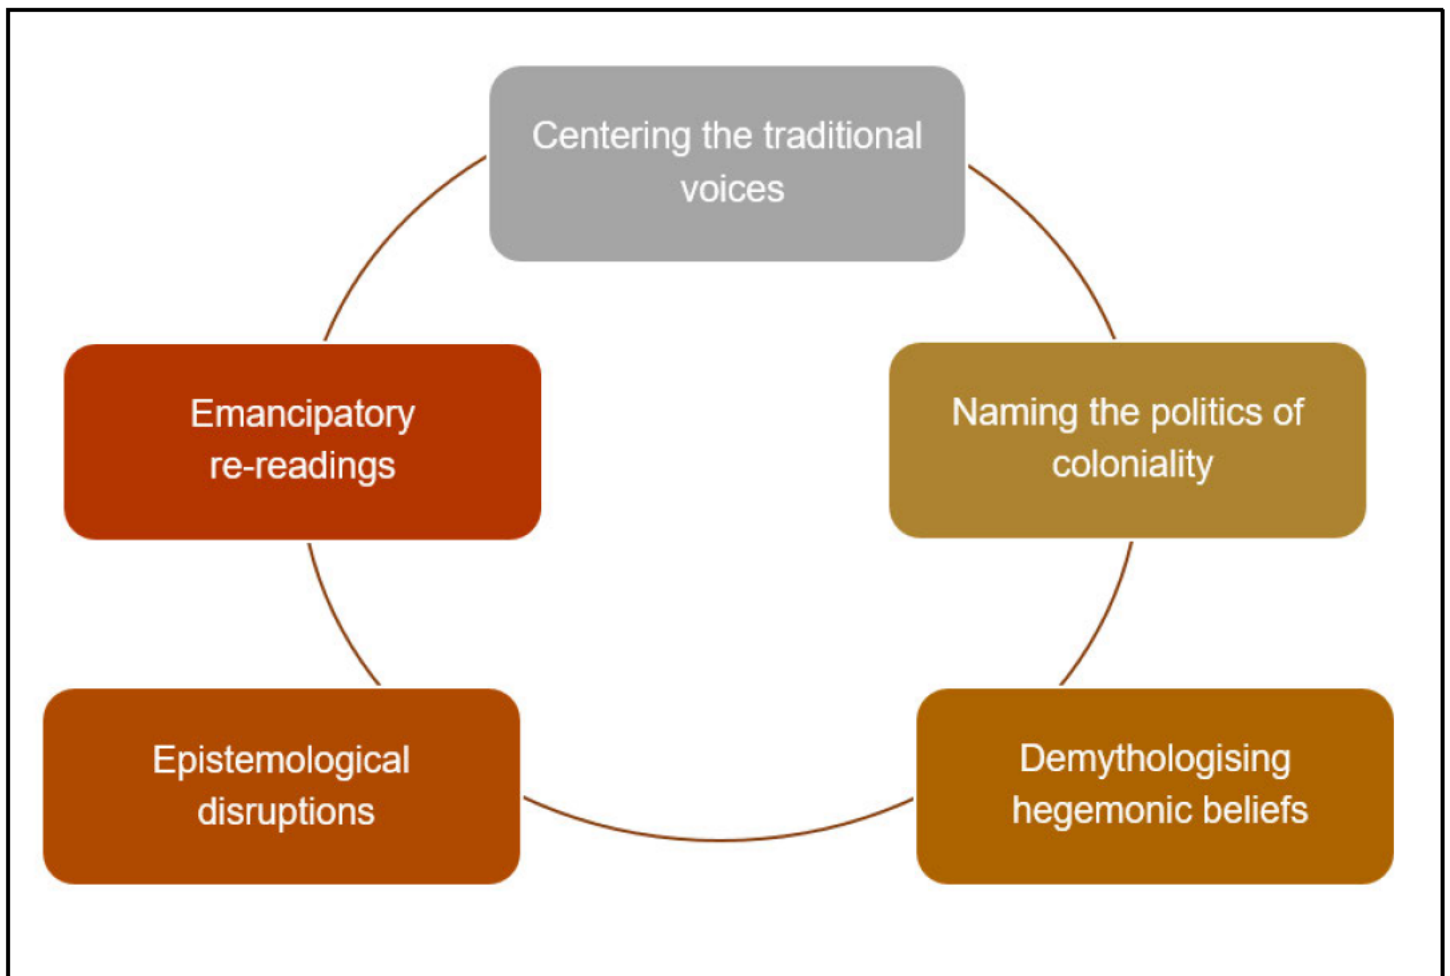 Centering the traditional
voices
Emancipatory
re-readings
Naming the politics of
coloniality
Epistemological
disruptions
Demythologising
hegemonic beliefs